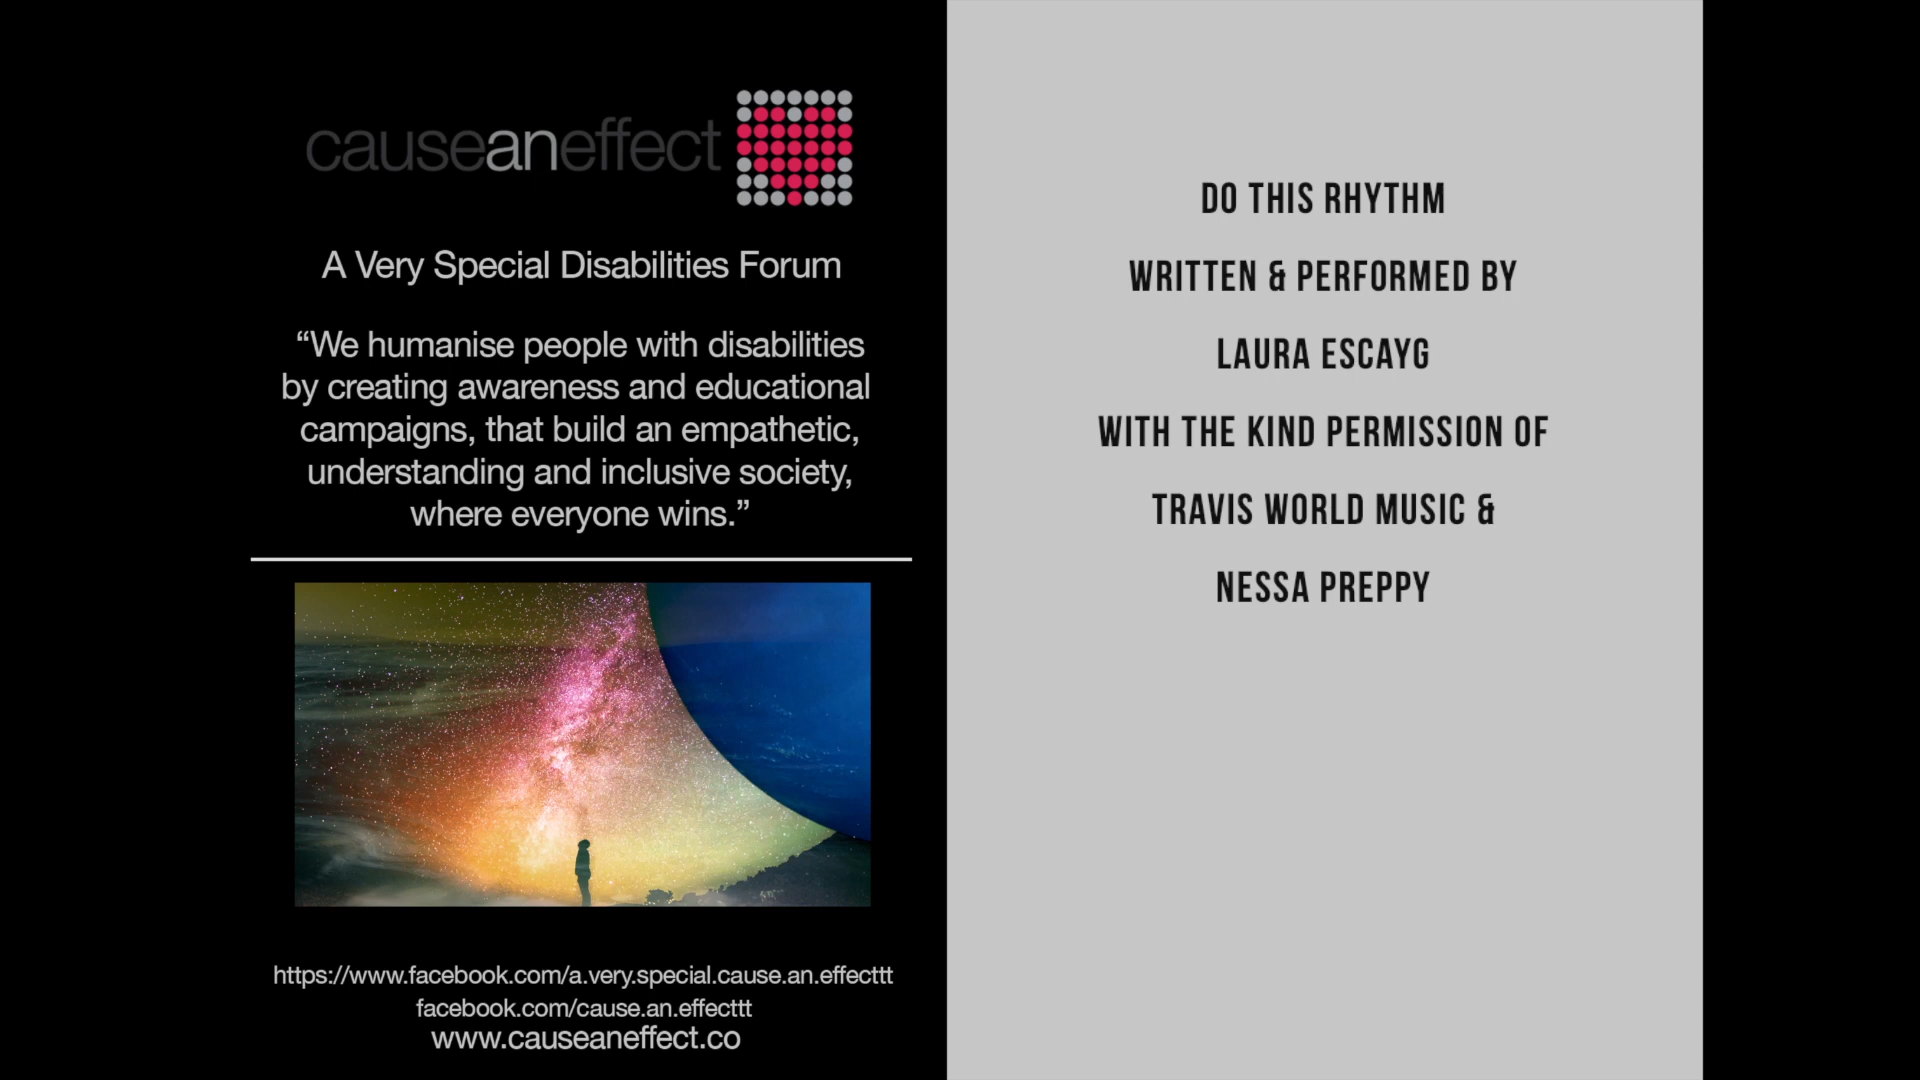 causeaneffect
A Very Special Disabilities Forum
“We humanise people with disabilities
by creating awareness and educational
campaigns, that build an empathetic,
understanding and inclusive society,
where everyone wins.”
https://www.facebook.com/a.very.special.cause.an.effecttt
facebook.com/cause.an.effecttt
www.causeaneffect.co
DO THIS RHYTHM
WRITTEN & PERFORMED BY
LAURA ESCAYG
WITH THE KIND PERMISSION OF
TRAVIS WORLD MUSIC &
NESSA PREPPY